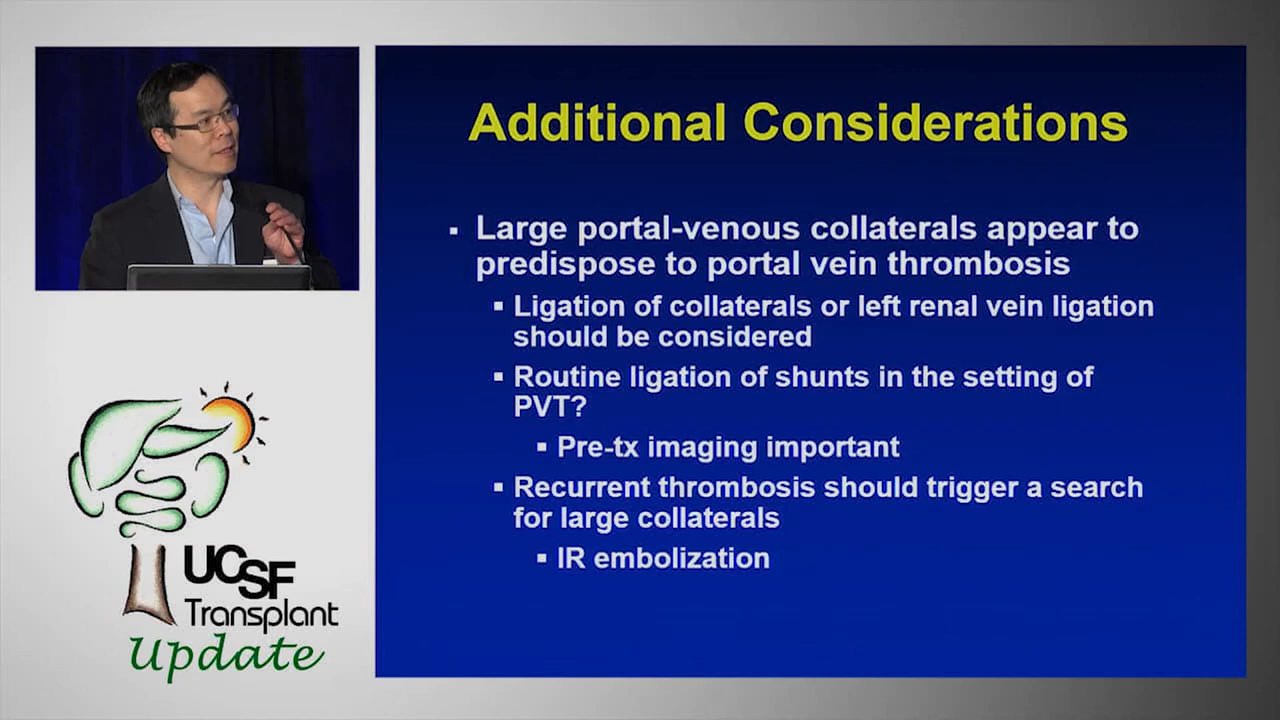 Additional Considerations
▪ Large portal-venous collaterals appear to
predispose to portal vein thrombosis
▪ Ligation of collaterals or left renal vein ligation
should be considered
▪ Routine ligation of shunts in the setting of
PVT?
▪ Pre-tx imaging important
▪ Recurrent thrombosis should trigger a search
for large collaterals
▪ IR embolization
UCSF
Transplant
Update